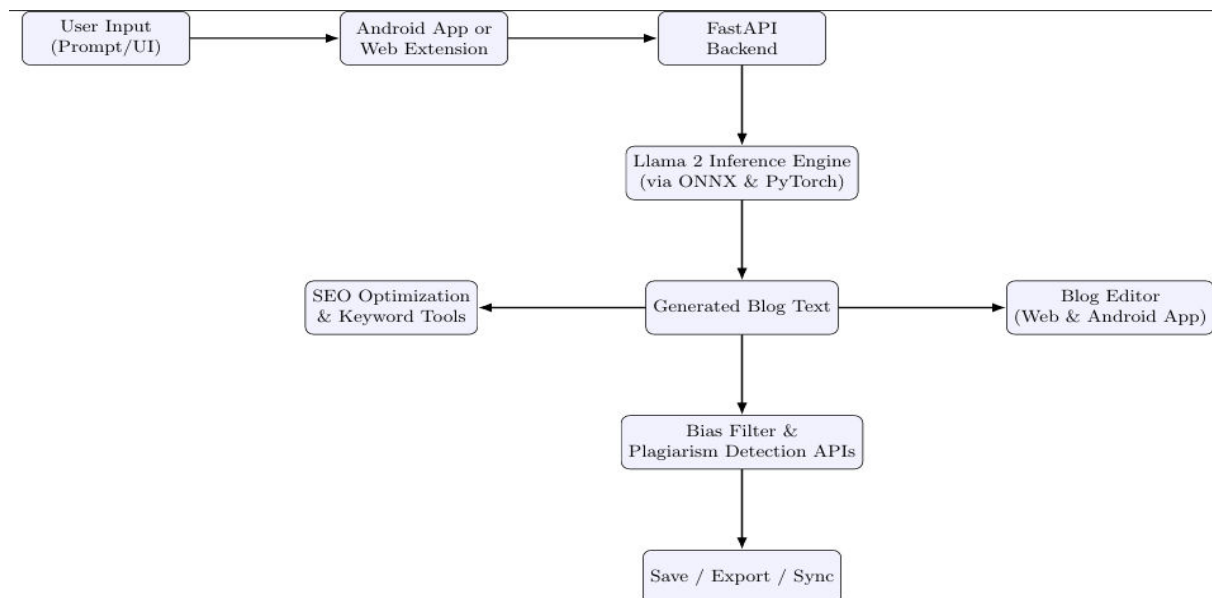 User Input
(Prompt/UI)
Android App or
Web Extension
FastAPI
Backend
Llama 2 Inference Engine
(via ONNX & PyTorch)
SEO Optimization
& Keyword Tools
Generated Blog Text
Blog Editor
(Web & Android App)
Bias Filter &
Plagiarism Detection APIs
Save / Export / Sync